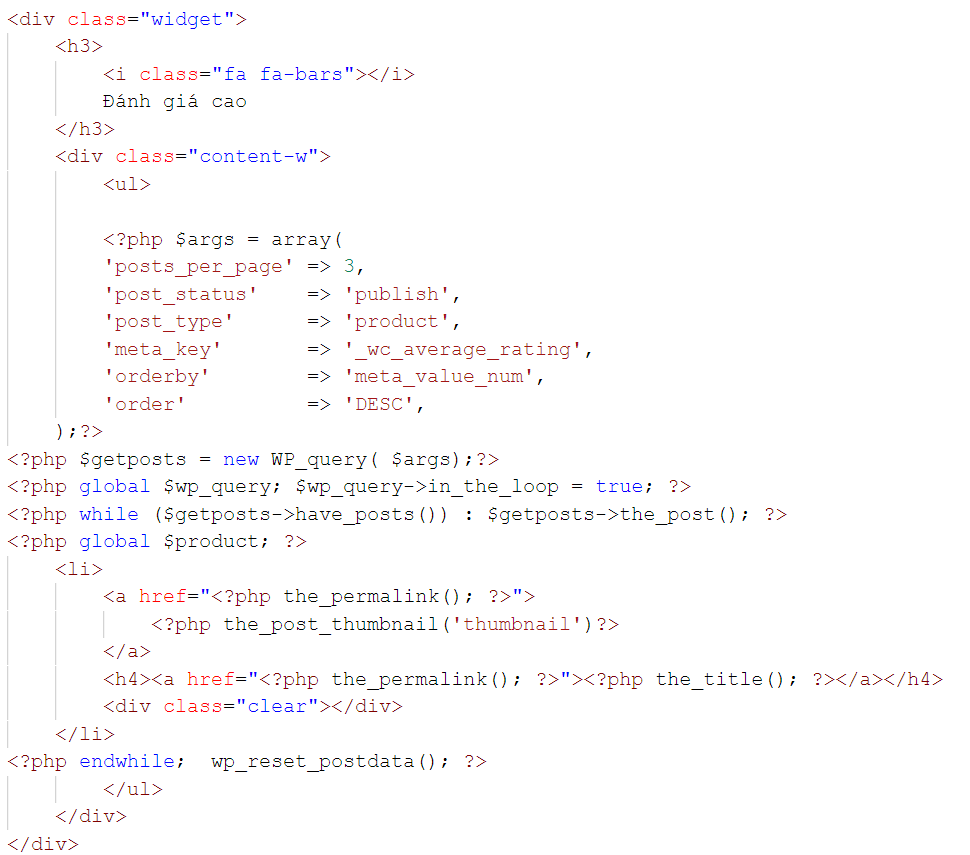 <div class="widget">
    <h3>
        <i class="fa fa-bars"></i>
        Đánh giá cao
    </h3>
    <div class="content-w">
        <ul>

        <?php $args = array(
        'posts_per_page' => 3,
        'post_status'    => 'publish',
        'post_type'      => 'product',
        'meta_key'       => '_wc_average_rating',
        'orderby'        => 'meta_value_num',
        'order'          => 'DESC',
    );?>
<?php $getposts = new WP_query( $args);?>
<?php global $wp_query; $wp_query->in_the_loop = true; ?>
<?php while ($getposts->have_posts()) : $getposts->the_post(); ?>
<?php global $product; ?>
    <li>
        <a href="<?php the_permalink(); ?>">
            <?php the_post_thumbnail('thumbnail')?>
        </a>
        <h4><a href="<?php the_permalink(); ?>"><?php the_title(); ?></a></h4>
        <div class="clear"></div>
    </li>
<?php endwhile;  wp_reset_postdata(); ?>
        </ul>
    </div>
</div>